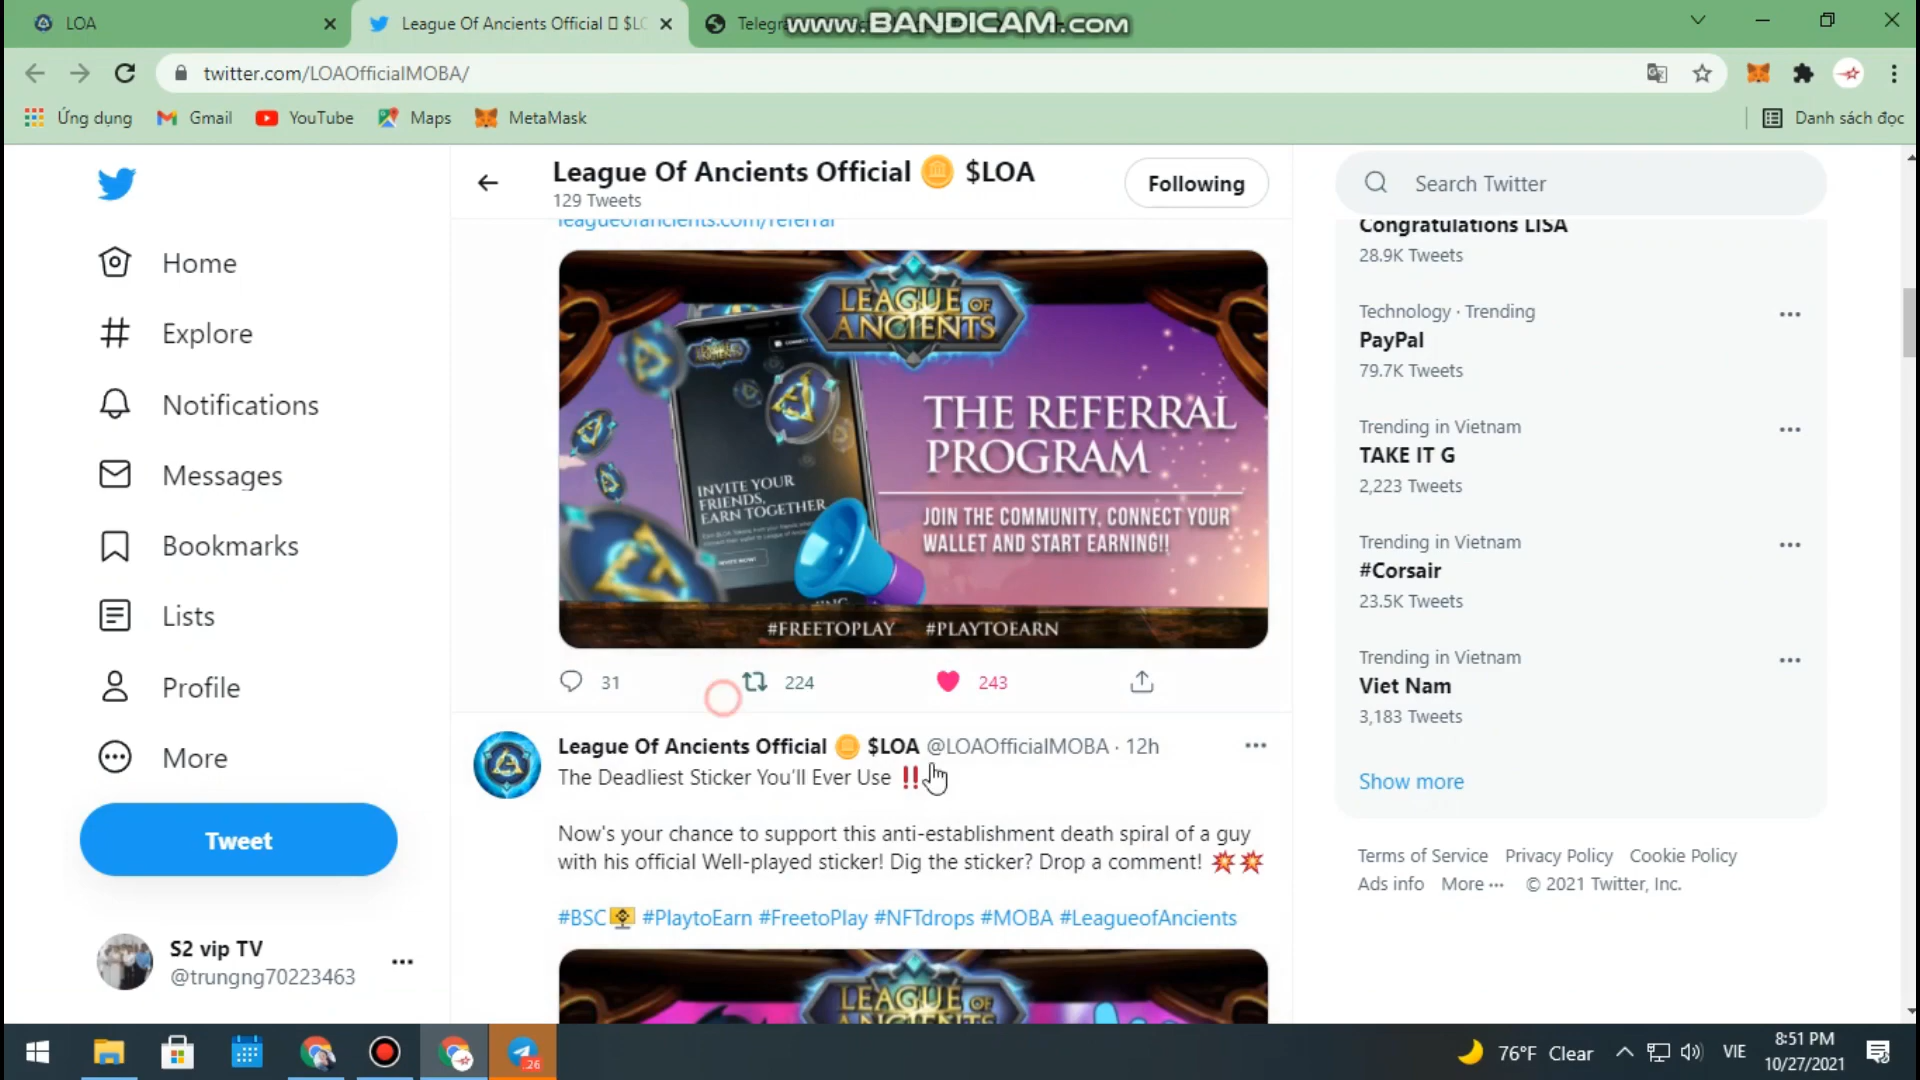 LOA
League Of Ancients Official $L
Teleg
www.BANDICAM.com
twitter.com/LOAOfficialMOBA/
Ứng dụng
Gmail
YouTube
Maps
MetaMask
Danh sách đọc
League Of Ancients Official $LOA
129 Tweets
Following
Search Twitter
leagueofancients.com/referral
Home
Explore
Notifications
Messages
Bookmarks
Lists
Profile
More
Tweet
S2 vip TV
@trungng70223463
LEAGUE OF
ANCIENTS
THE REFERRAL
PROGRAM
JOIN THE COMMUNITY, CONNECT YOUR
WALLET AND START EARNING!!
INVITE YOUR
FRIENDS,
EARN TOGETHER
INVITE NOW!
#FREETOPLAY #PLAYTOEARN
31
224
243
League Of Ancients Official $LOA @LOAOfficialMOBA · 12h
The Deadliest Sticker You'll Ever Use ‼
Now's your chance to support this anti-establishment death spiral of a guy
with his official Well-played sticker! Dig the sticker? Drop a comment! 💥💥
#BSC #PlaytoEarn #FreetoPlay #NFTdrops #MOBA #LeagueofAncients
LEAGUE OF
ANCIENTS
Congratulations LISA
28.9K Tweets
Technology · Trending
PayPal
79.7K Tweets
Trending in Vietnam
TAKE IT G
2,223 Tweets
Trending in Vietnam
#Corsair
23.5K Tweets
Trending in Vietnam
Viet Nam
3,183 Tweets
Show more
Terms of Service Privacy Policy Cookie Policy
Ads info More ··· © 2021 Twitter, Inc.
26
76°F Clear
VIE
8:51 PM
10/27/2021